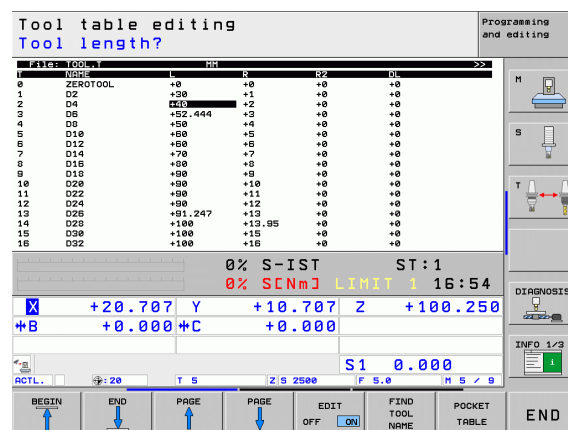 Tool table editing
Tool length?
Programming and editing
File: TOOL.T MM >>
T NAME L R R2 DL
0 ZEROTOOL +0 +0 +0 +0
1 D2 +30 +1 +0 +0
2 D4 +40 +2 +0 +0
3 D6 +52.444 +3 +0 +0
4 D8 +50 +4 +0 +0
5 D10 +60 +5 +0 +0
6 D12 +60 +6 +0 +0
7 D14 +70 +7 +0 +0
8 D16 +80 +8 +0 +0
9 D18 +90 +9 +0 +0
10 D20 +90 +10 +0 +0
11 D22 +90 +11 +0 +0
12 D24 +90 +12 +0 +0
13 D26 +91.247 +13 +0 +0
14 D28 +100 +13.95 +0 +0
15 D30 +100 +15 +0 +0
16 D32 +100 +16 +0 +0
M
S
T
DIAGNOSIS
INFO 1/3
i
0% S-IST ST:1
0% S[Nm] LIMIT 1 16:54
X +20.707 Y +10.707 Z +100.250
B +0.000 C +0.000
S1 0.000
ACTL. :20 T 5 Z S 2500 F 5.0 M 5 / 9
BEGIN
END
PAGE
PAGE
EDIT
OFF ON
FIND
TOOL
NAME
POCKET
TABLE
END